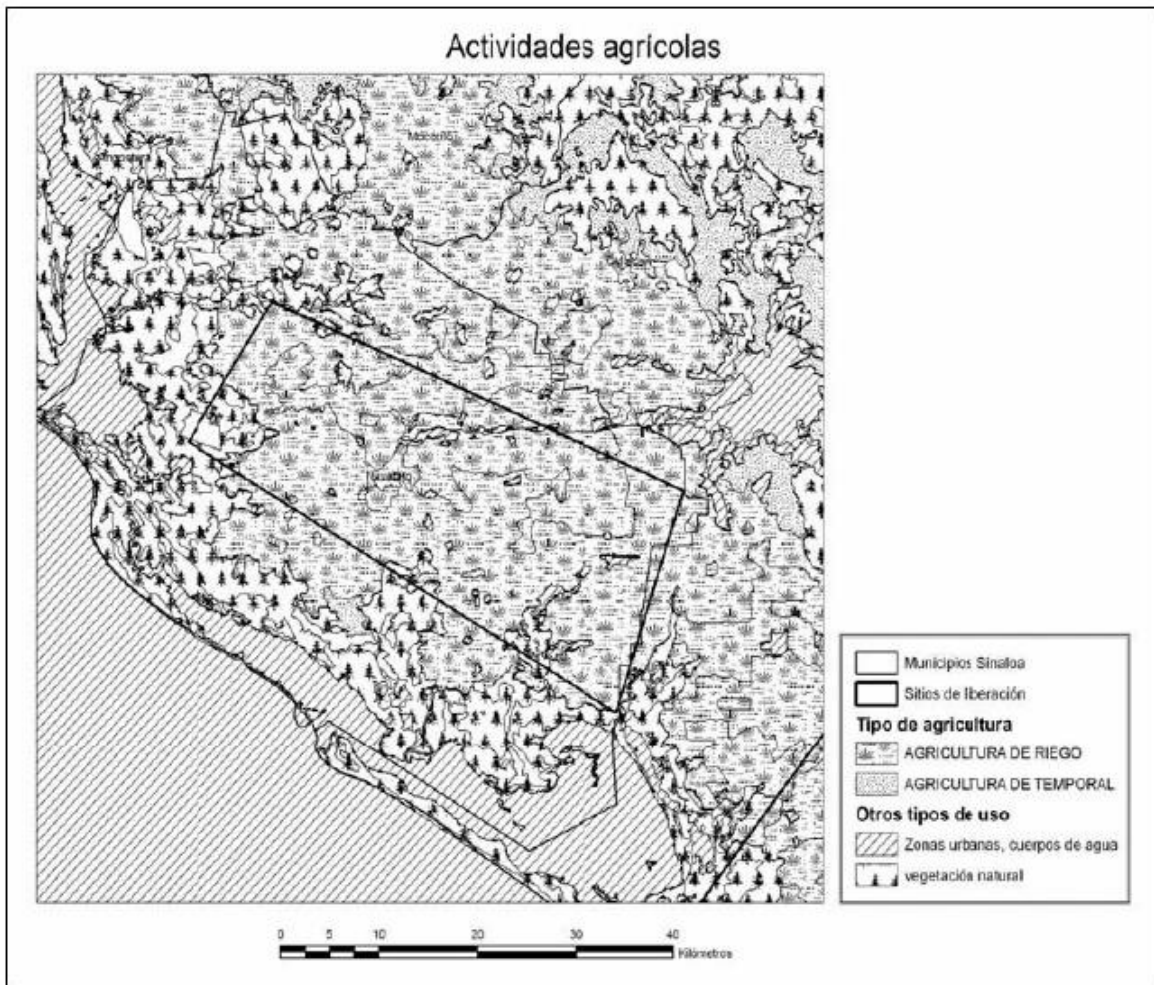 Actividades agrícolas
Municipios Sinaloa
Sitios de liberación
Tipo de agricultura
AGRICULTURA DE RIEGO
AGRICULTURA DE TEMPORAL
Otros tipos de uso
Zonas urbanas, cuerpos de agua
vegetación natural
0 5 10 20 30 40
Kilómetros